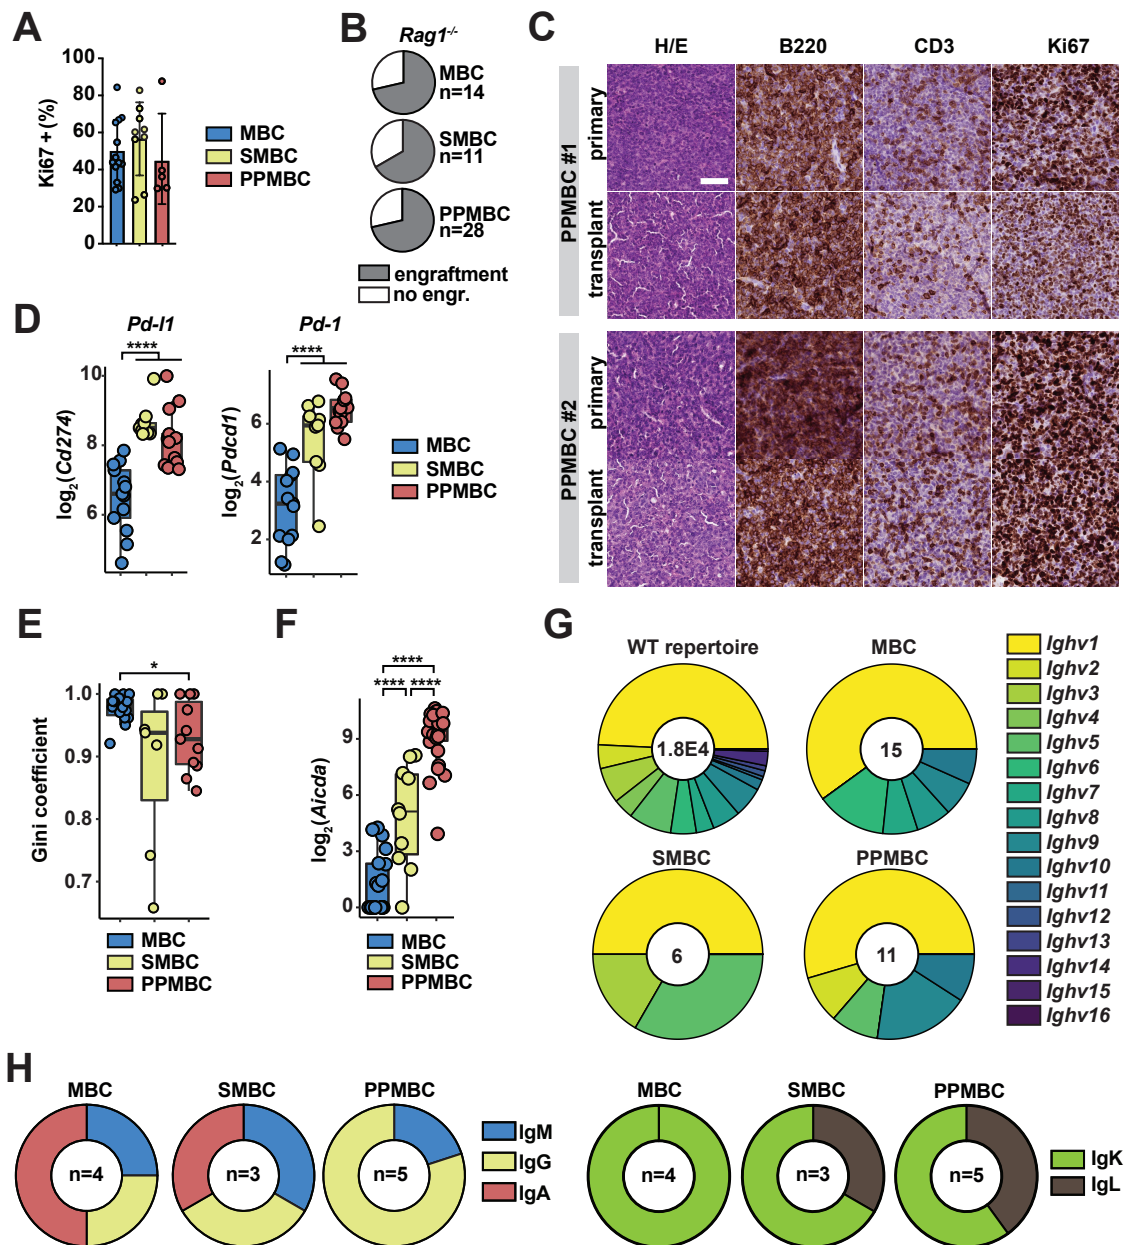 A
Ki67 + (%)
100
80
60
40
20
0
MBC
SMBC
PPMBC
B
Rag1-/-
MBC
n=14
SMBC
n=11
PPMBC
n=28
engraftment
no engr.
C
H/E B220 CD3 Ki67
PPMBC #1
primary
transplant
PPMBC #2
primary
transplant
D
Pd-l1
****
log2(Cd274)
10
8
6
Pd-1
****
log2(Pdcd1)
6
4
2
MBC
SMBC
PPMBC
E
*
Gini coefficient
1.0
0.9
0.8
0.7
MBC
SMBC
PPMBC
F
****
**** ****
log2(Aicda)
9
6
3
0
MBC
SMBC
PPMBC
G
WT repertoire
1.8E4
MBC
15
SMBC
6
PPMBC
11
Ighv1
Ighv2
Ighv3
Ighv4
Ighv5
Ighv6
Ighv7
Ighv8
Ighv9
Ighv10
Ighv11
Ighv12
Ighv13
Ighv14
Ighv15
Ighv16
H
MBC
n=4
SMBC
n=3
PPMBC
n=5
IgM
IgG
IgA
MBC
n=4
SMBC
n=3
PPMBC
n=5
IgK
IgL